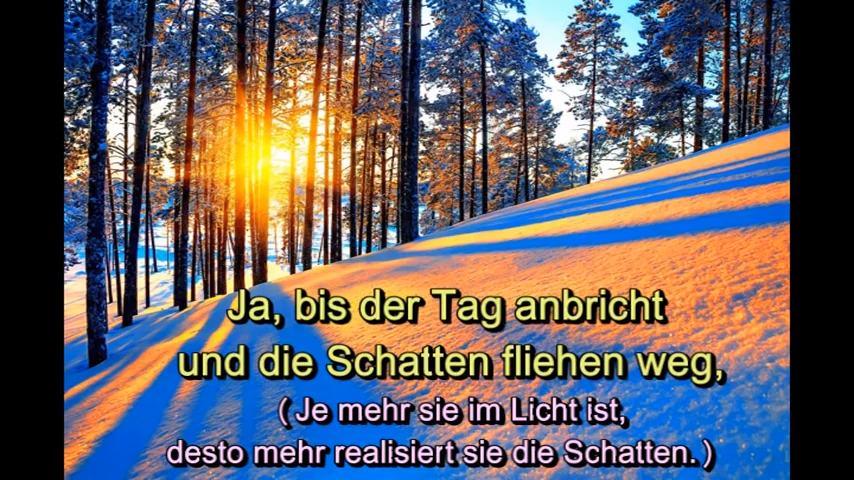 Ja, bis der Tag anbricht
und die Schatten fliehen weg,
( Je mehr sie im Licht ist,
desto mehr realisiert sie die Schatten. )